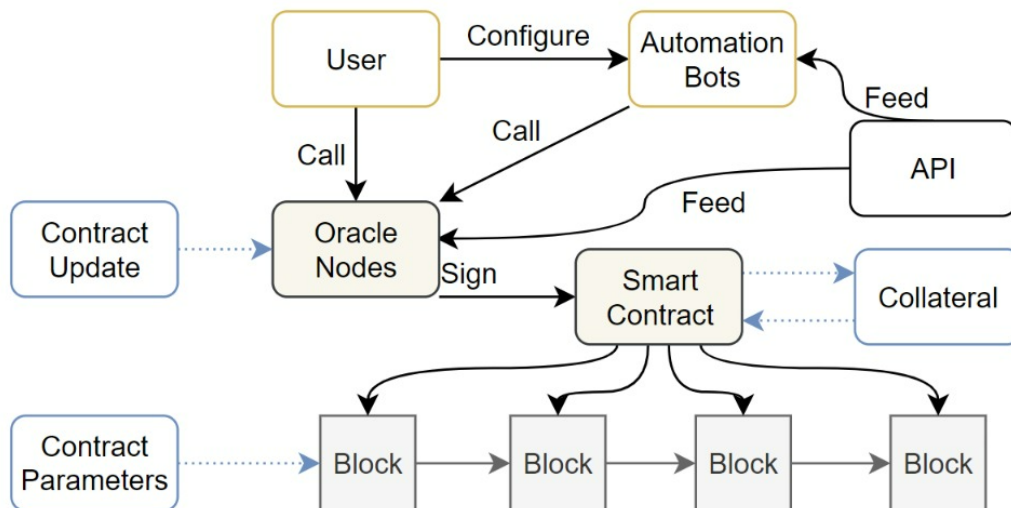 User
Configure
Automation
Bots
Feed
API
Call
Call
Feed
Contract
Update
Oracle
Nodes
Sign
Smart
Contract
Collateral
Contract
Parameters
Block
Block
Block
Block